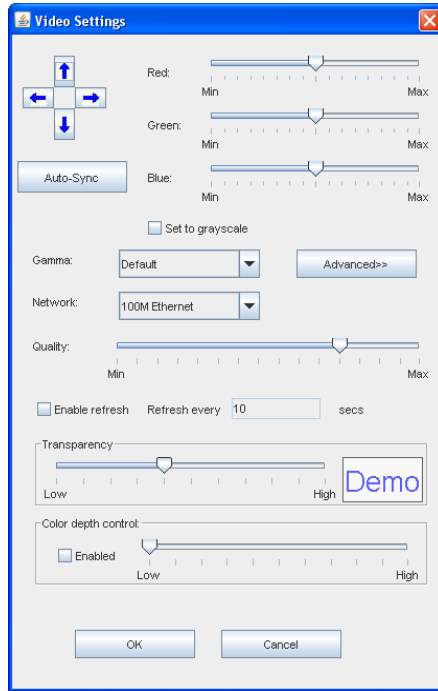 Video Settings
Red:
Min Max
Green:
Min Max
Auto-Sync
Blue:
Min Max
Set to grayscale
Gamma: Default Advanced>>
Network: 100M Ethernet
Quality:
Min Max
Enable refresh Refresh every 10 secs
Transparency
Low High
Demo
Color depth control:
Enabled
Low High
OK Cancel